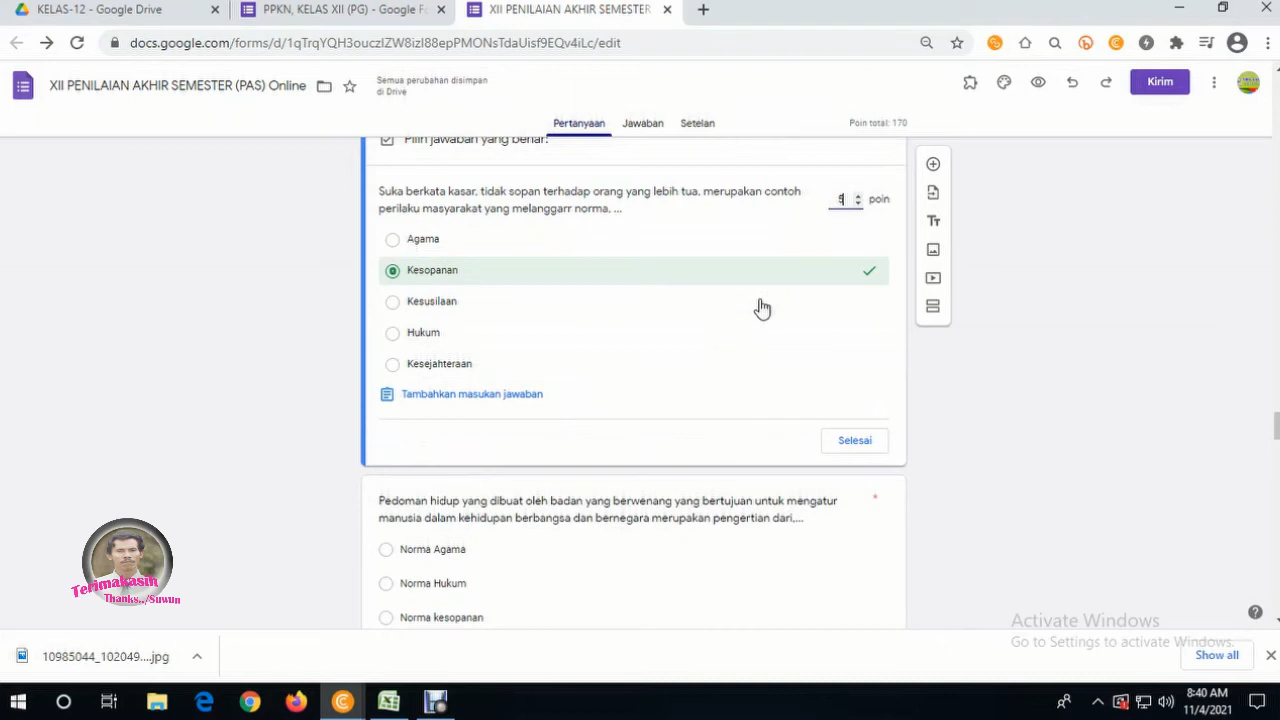 KELAS-12 - Google Drive
PPKN, KELAS XII (PG) - Google Fo
XII PENILAIAN AKHIR SEMESTER
docs.google.com/forms/d/1qTrqYQH3ouczIZW8izI88epPMONsTdaUisf9EQv4iLc/edit
XII PENILAIAN AKHIR SEMESTER (PAS) Online
Semua perubahan disimpan
di Drive
Kirim
Pertanyaan
Jawaban
Setelan
Poin total: 170
Pilih jawaban yang benar:
Suka berkata kasar, tidak sopan terhadap orang yang lebih tua, merupakan contoh
perilaku masyarakat yang melanggarr norma, ...
5 poin
Agama
Kesopanan
Kesusilaan
Hukum
Kesejahteraan
Tambahkan masukan jawaban
Selesai
Pedoman hidup yang dibuat oleh badan yang berwenang yang bertujuan untuk mengatur *
manusia dalam kehidupan berbangsa dan bernegara merupakan pengertian dari,...
Norma Agama
Norma Hukum
Norma kesopanan
Terimakasih
Thanks../Suwun
Activate Windows
Go to Settings to activate Windows.
10985044_102049....jpg
Show all
8:40 AM
11/4/2021